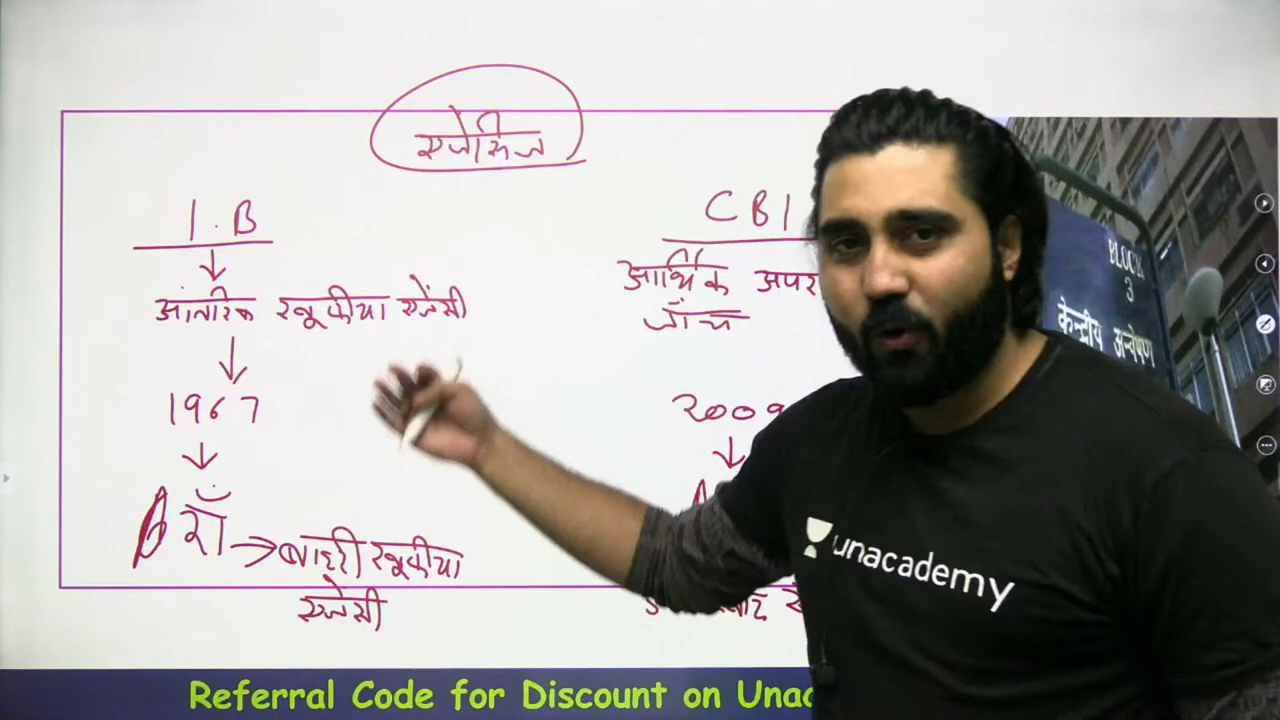 एजेंसिज
I.B
आंतरिक खूफीया एजेंसी
1967
रॉ → बाहरी खूफीया
एजेंसी
CBI
आर्थिक अपर
जाँच
2009
BLOCK
3
केन्द्रीय अन्वेषण
unacademy
Referral Code for Discount on Unac